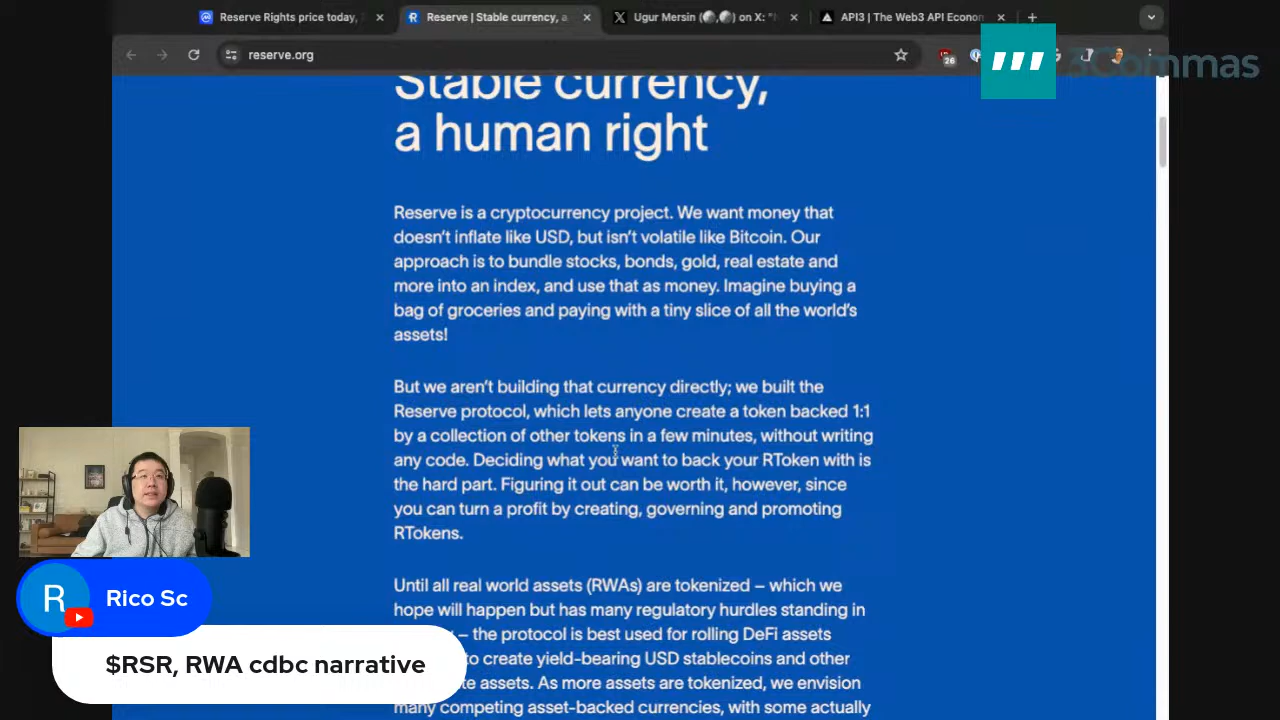 Reserve Rights price today,
Reserve | Stable currency, a
Ugur Mersin
on X: "
API3 | The Web3 API Econom
reserve.org
26
3Commas
Stable currency,
a human right
Reserve is a cryptocurrency project. We want money that
doesn't inflate like USD, but isn't volatile like Bitcoin. Our
approach is to bundle stocks, bonds, gold, real estate and
more into an index, and use that as money. Imagine buying a
bag of groceries and paying with a tiny slice of all the world's
assets!
But we aren't building that currency directly; we built the
Reserve protocol, which lets anyone create a token backed 1:1
by a collection of other tokens in a few minutes, without writing
any code. Deciding what you want to back your RToken with is
the hard part. Figuring it out can be worth it, however, since
you can turn a profit by creating, governing and promoting
RTokens.
Until all real world assets (RWAs) are tokenized – which we
hope will happen but has many regulatory hurdles standing in
– the protocol is best used for rolling DeFi assets
to create yield-bearing USD stablecoins and other
assets. As more assets are tokenized, we envision
many competing asset-backed currencies, with some actually
R
Rico Sc
$RSR, RWA cdbc narrative